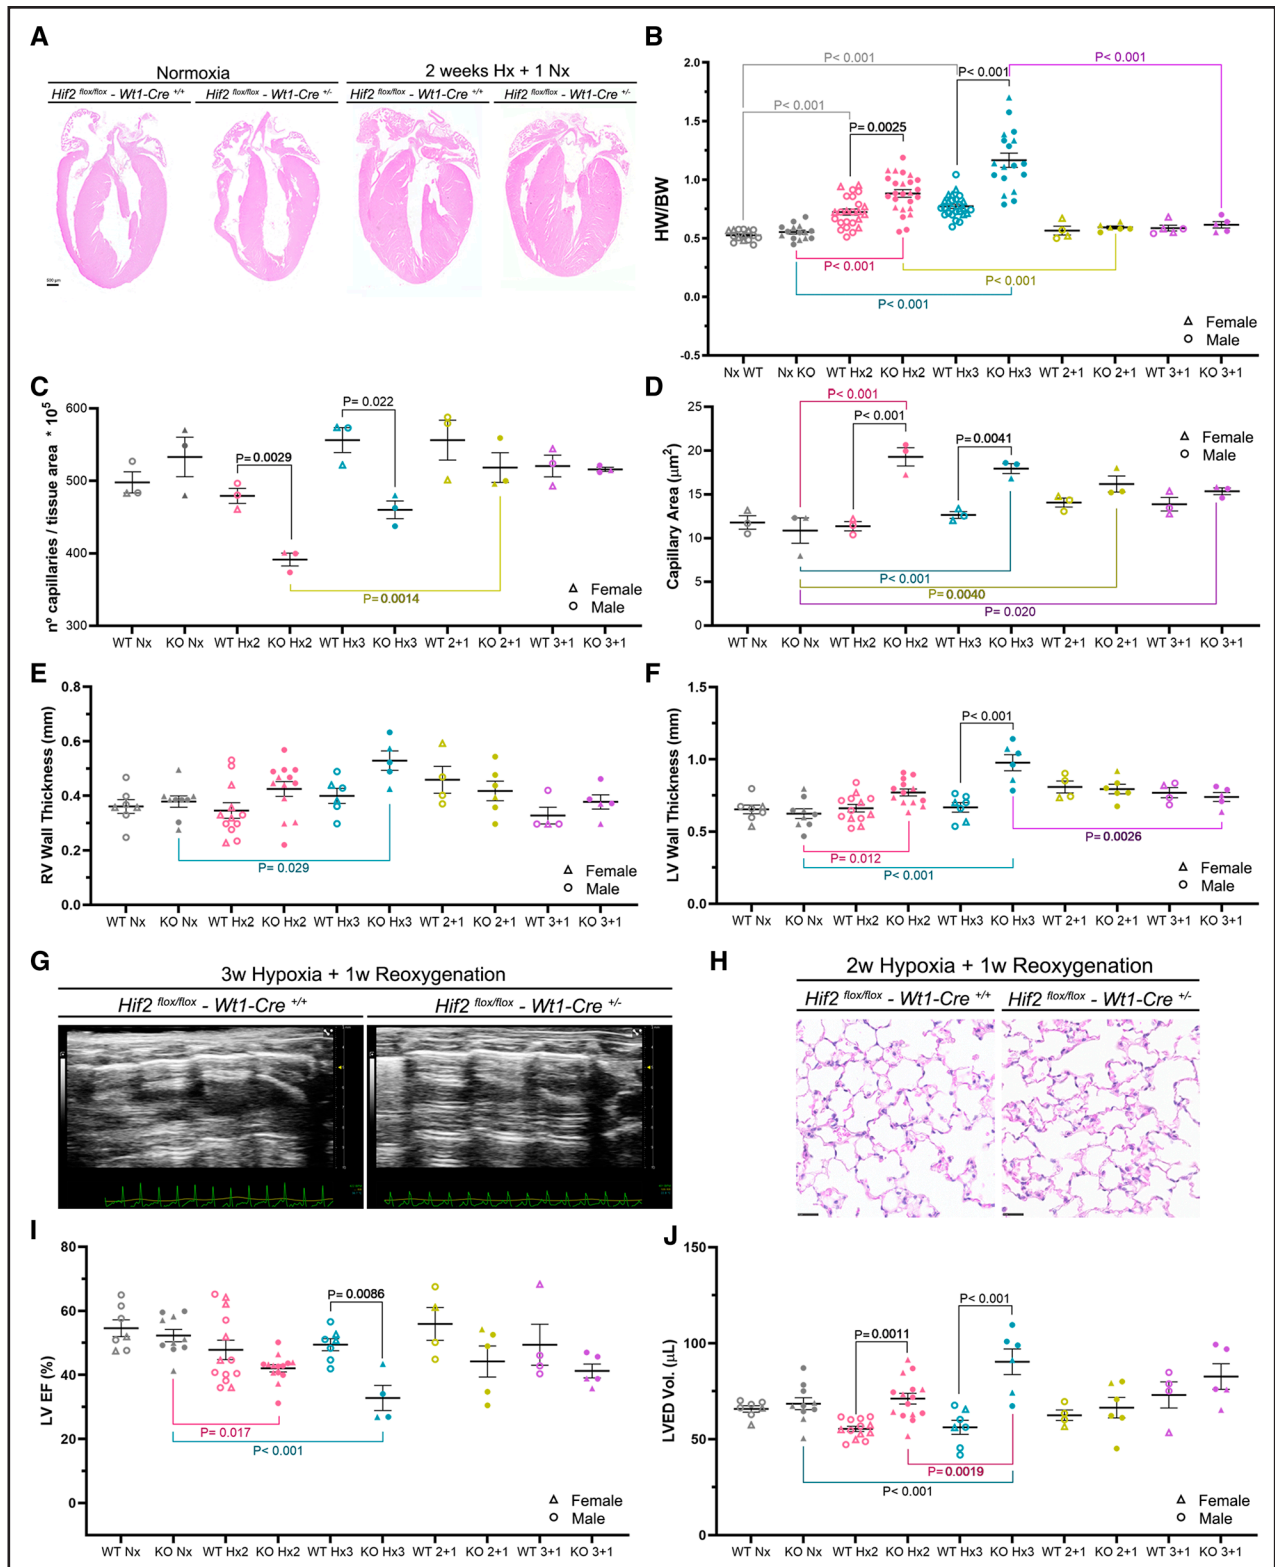 A
Normoxia
2 weeks Hx + 1 Nx
Hif2 flox/flox - Wt1-Cre +/+
Hif2 flox/flox - Wt1-Cre +/-
Hif2 flox/flox - Wt1-Cre +/+
Hif2 flox/flox - Wt1-Cre +/-
500 µm
B
HW/BW
2.0
1.5
1.0
0.5
0.0
-0.5
P< 0.001
P< 0.001
P< 0.001
P< 0.001
P= 0.0025
P< 0.001
P< 0.001
P< 0.001
Female
Male
Nx WT
Nx KO
WT Hx2
KO Hx2
WT Hx3
KO Hx3
WT 2+1
KO 2+1
WT 3+1
KO 3+1
C
nº capillaries / tissue area * 10⁵
600
500
400
300
P= 0.022
P= 0.0029
P= 0.0014
Female
Male
WT Nx
KO Nx
WT Hx2
KO Hx2
WT Hx3
KO Hx3
WT 2+1
KO 2+1
WT 3+1
KO 3+1
D
Capillary Area (µm²)
25
20
15
10
5
0
P< 0.001
P< 0.001
P= 0.0041
P< 0.001
P= 0.0040
P= 0.020
Female
Male
WT Nx
KO Nx
WT Hx2
KO Hx2
WT Hx3
KO Hx3
WT 2+1
KO 2+1
WT 3+1
KO 3+1
E
RV Wall Thickness (mm)
0.8
0.6
0.4
0.2
0.0
P= 0.029
Female
Male
WT Nx
KO Nx
WT Hx2
KO Hx2
WT Hx3
KO Hx3
WT 2+1
KO 2+1
WT 3+1
KO 3+1
F
LV Wall Thickness (mm)
1.5
1.0
0.5
0.0
P< 0.001
P= 0.0026
P= 0.012
P< 0.001
Female
Male
WT Nx
KO Nx
WT Hx2
KO Hx2
WT Hx3
KO Hx3
WT 2+1
KO 2+1
WT 3+1
KO 3+1
G
3w Hypoxia + 1w Reoxygenation
Hif2 flox/flox - Wt1-Cre +/+
Hif2 flox/flox - Wt1-Cre +/-
H
2w Hypoxia + 1w Reoxygenation
Hif2 flox/flox - Wt1-Cre +/+
Hif2 flox/flox - Wt1-Cre +/-
I
LV EF (%)
80
60
40
20
0
P= 0.0086
P= 0.017
P< 0.001
Female
Male
WT Nx
KO Nx
WT Hx2
KO Hx2
WT Hx3
KO Hx3
WT 2+1
KO 2+1
WT 3+1
KO 3+1
J
LVED Vol. (µL)
150
100
50
0
P< 0.001
P= 0.0011
P= 0.0019
P< 0.001
Female
Male
WT Nx
KO Nx
WT Hx2
KO Hx2
WT Hx3
KO Hx3
WT 2+1
KO 2+1
WT 3+1
KO 3+1